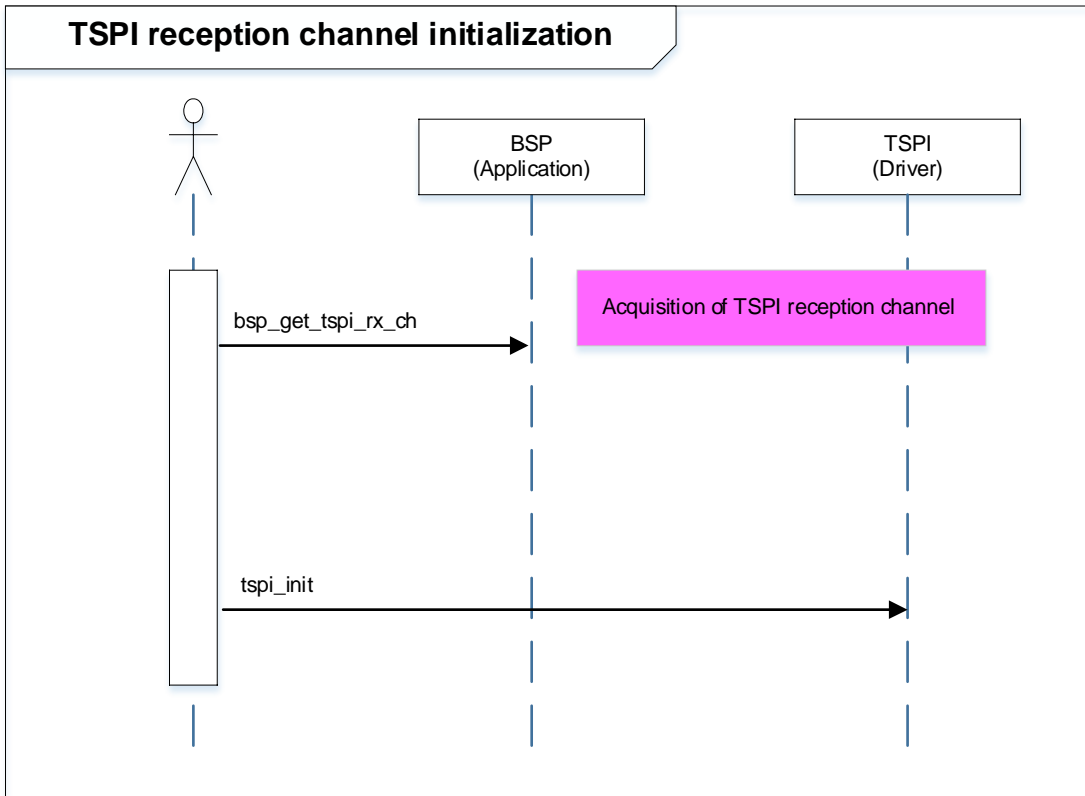 TSPI reception channel initialization
BSP
(Application)
TSPI
(Driver)
Acquisition of TSPI reception channel
bsp_get_tspi_rx_ch
tspi_init